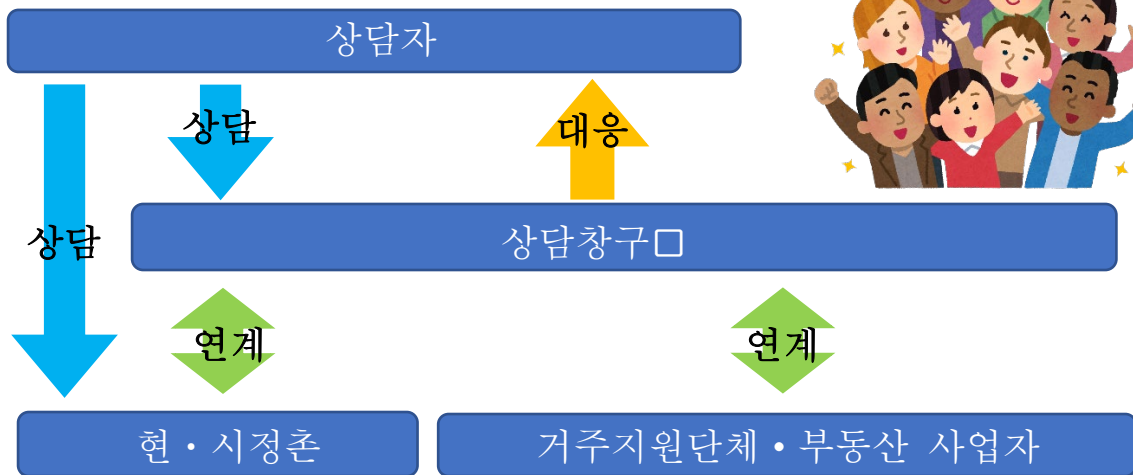 상담자
상담
대응
상담
상담창구□
연계
연계
현・시정촌
거주지원단체・부동산 사업자